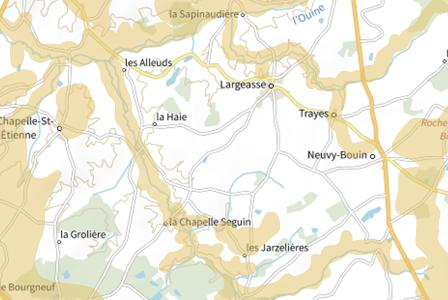 la Sapinaudière
l'Ouine
les Alleuds
Largeasse
la Haie
Trayes
Chapelle-St-
Étienne
Roche
Neuvy-Bouin
la Chapelle Seguin
la Grolière
les Jarzelières
e Bourgneuf